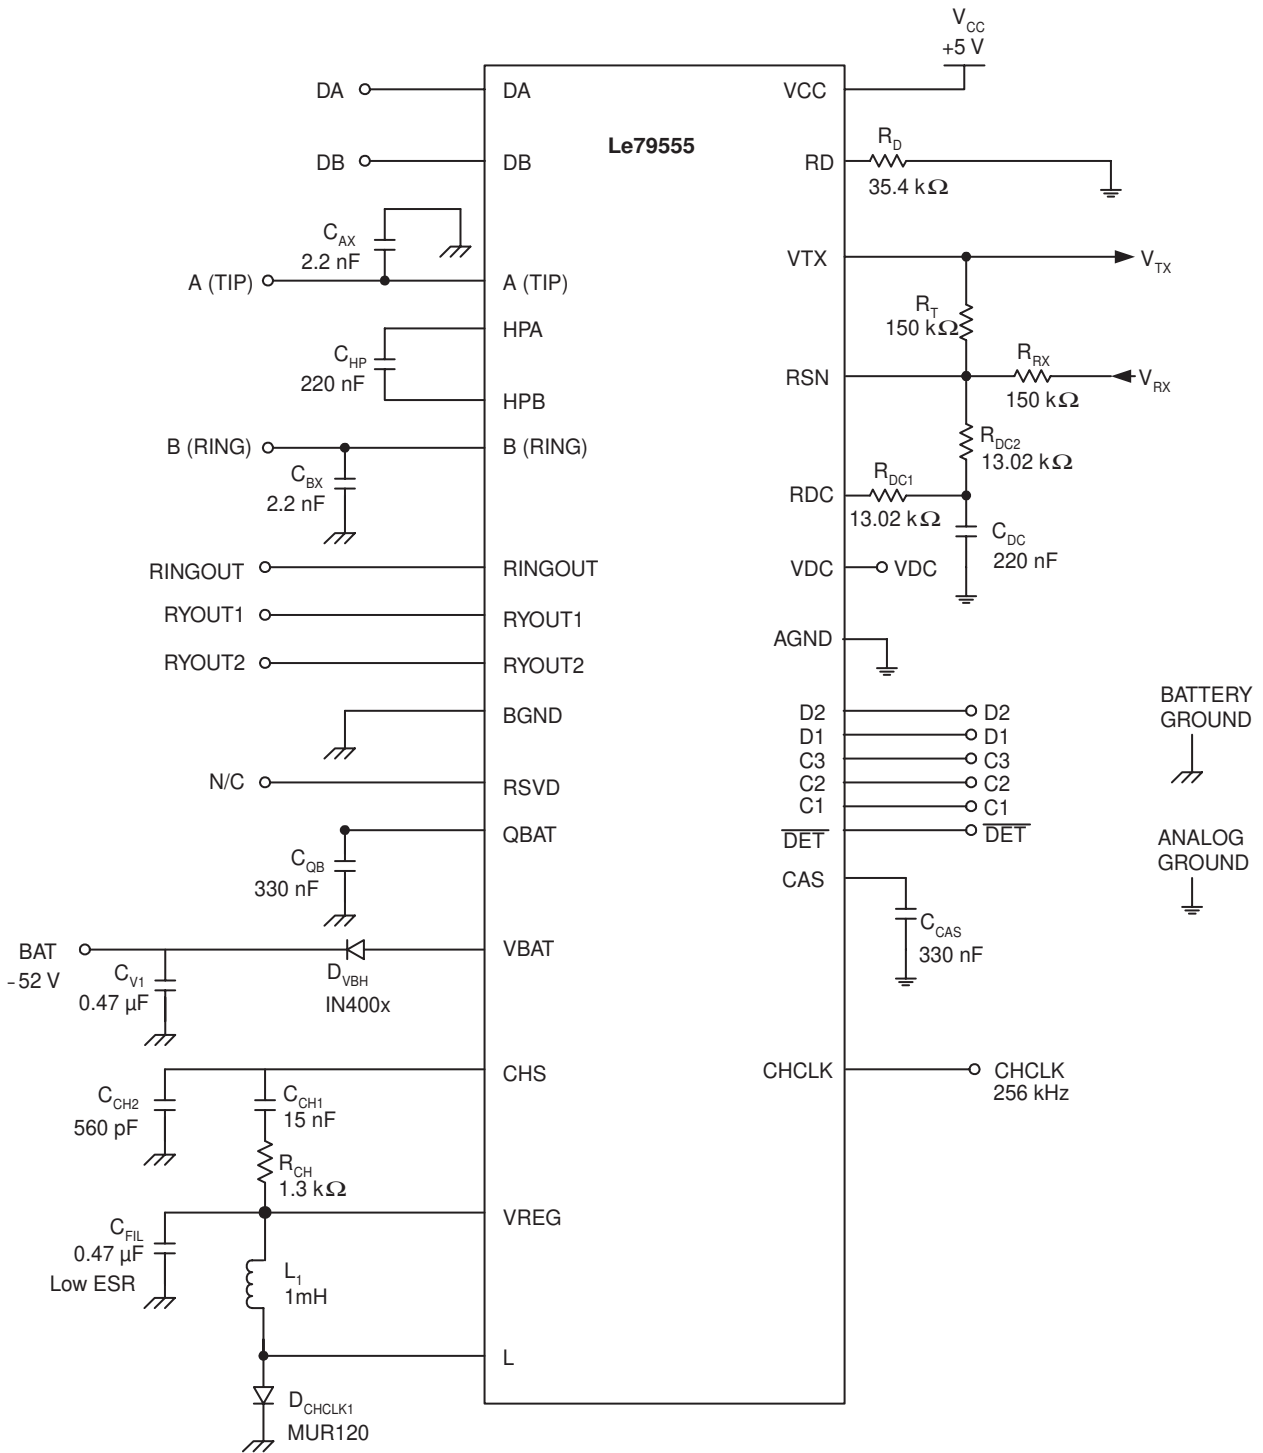 V_CC
+5 V
DA
DA
VCC
Le79555
DB
DB
RD
R_D
35.4 kΩ
C_AX
2.2 nF
A (TIP)
A (TIP)
VTX
V_TX
R_T
150 kΩ
HPA
C_HP
220 nF
HPB
RSN
R_RX
150 kΩ
V_RX
B (RING)
B (RING)
C_BX
2.2 nF
R_DC2
13.02 kΩ
RDC
R_DC1
13.02 kΩ
C_DC
220 nF
RINGOUT
RINGOUT
VDC
VDC
RYOUT1
RYOUT1
AGND
RYOUT2
RYOUT2
BGND
D2
D2
D1
D1
C3
C3
C2
C2
C1
C1
DET
DET
BATTERY
GROUND
N/C
RSVD
QBAT
C_QB
330 nF
ANALOG
GROUND
CAS
C_CAS
330 nF
BAT
-52 V
VBAT
C_V1
0.47 µF
D_VBH
IN400x
CHS
CHCLK
CHCLK
256 kHz
C_CH2
560 pF
C_CH1
15 nF
R_CH
1.3 kΩ
VREG
C_FIL
0.47 µF
Low ESR
L_1
1mH
L
D_CHCLK1
MUR120